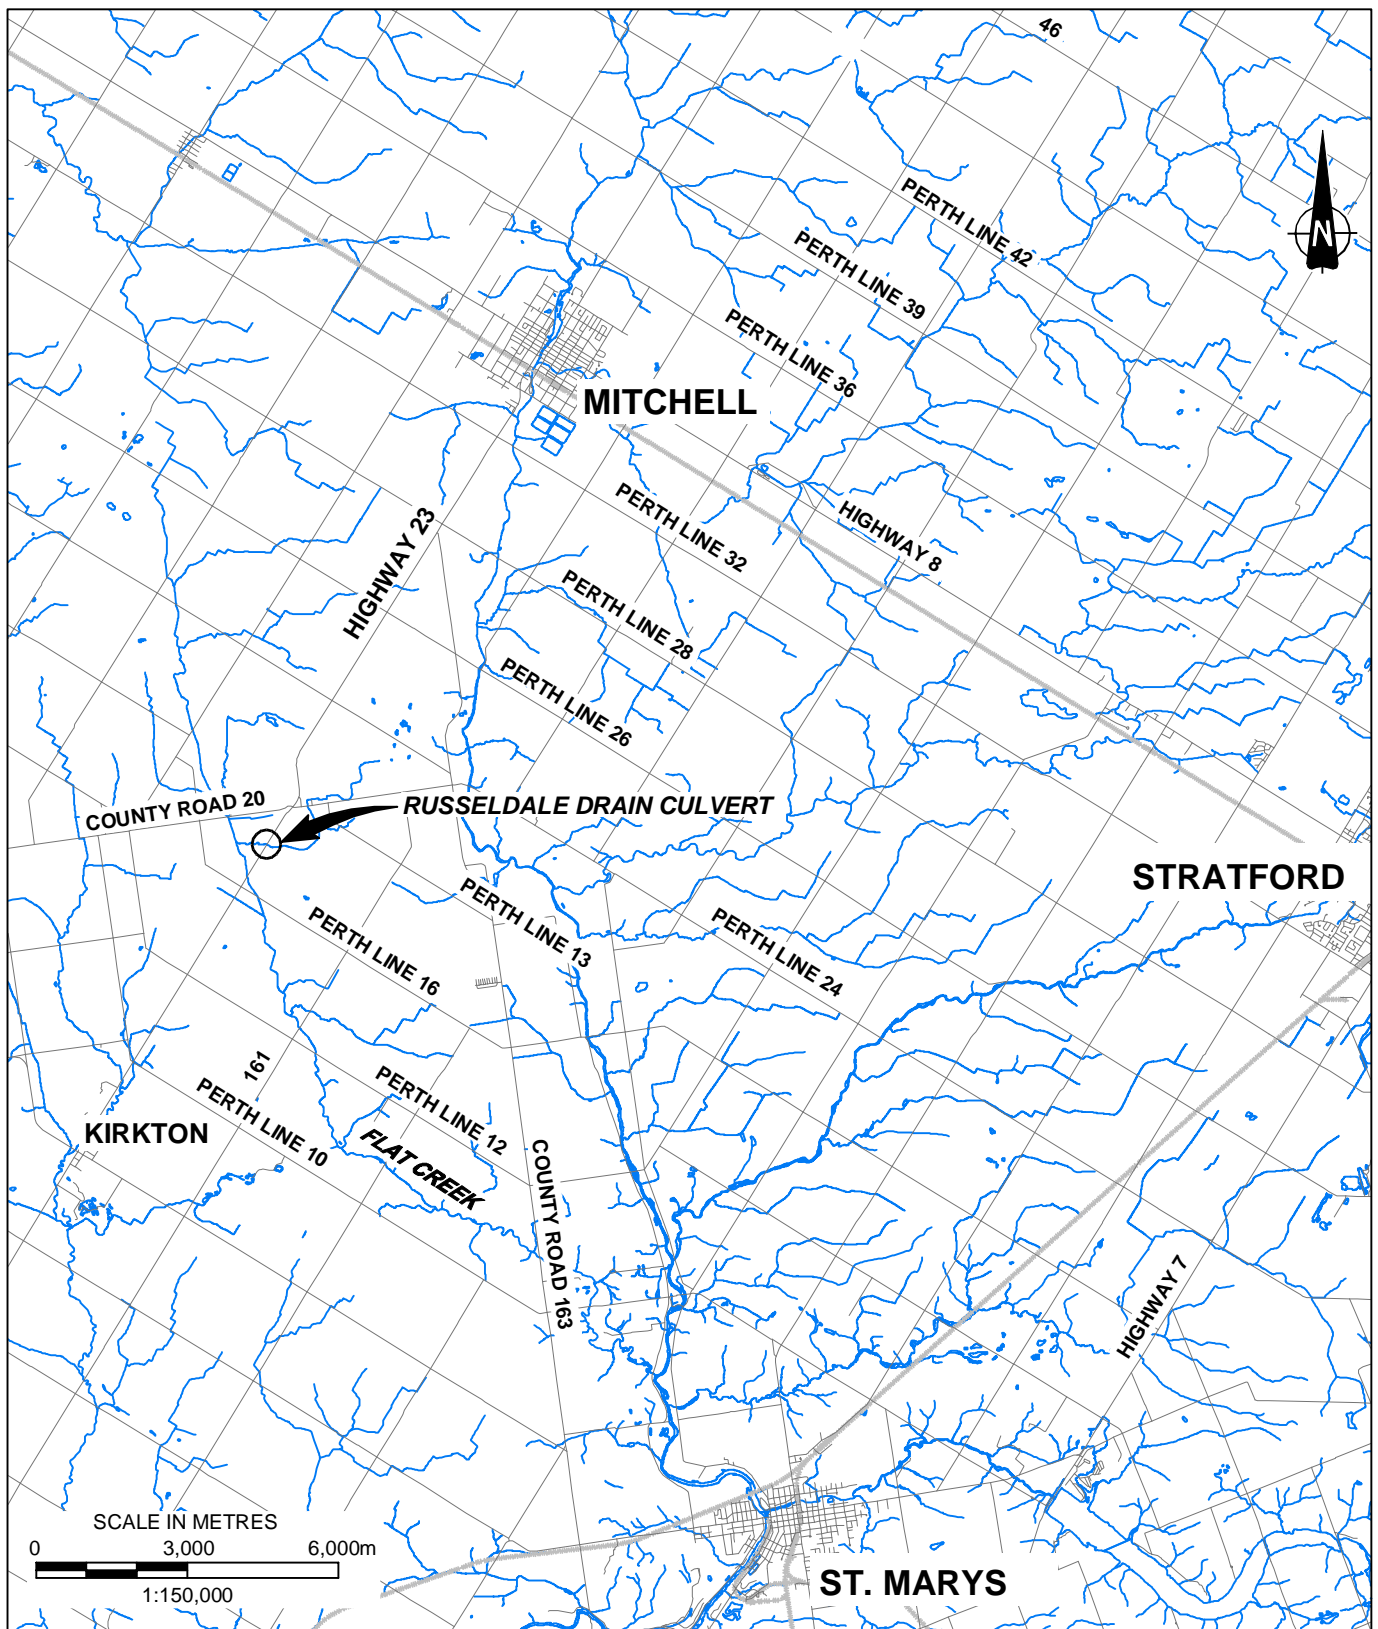 46
PERTH LINE 42
N
PERTH LINE 39
PERTH LINE 36
MITCHELL
HIGHWAY 23
PERTH LINE 32
HIGHWAY 8
PERTH LINE 28
PERTH LINE 26
COUNTY ROAD 20
RUSSELDALE DRAIN CULVERT
STRATFORD
PERTH LINE 13
PERTH LINE 16
PERTH LINE 24
161
PERTH LINE 10
PERTH LINE 12
KIRKTON
FLAT CREEK
COUNTY ROAD 163
HIGHWAY 7
SCALE IN METRES
0 3,000 6,000m
1:150,000
ST. MARYS